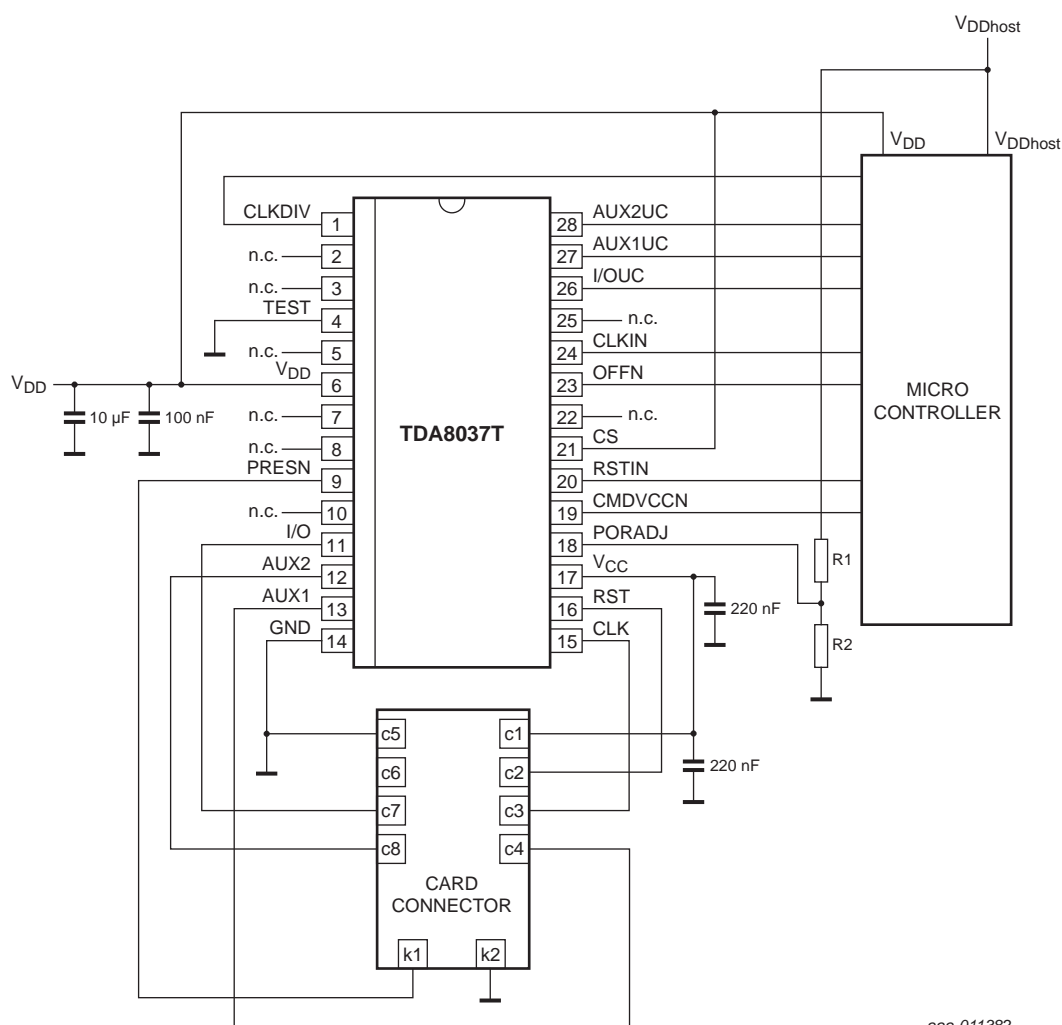 VDDhost
VDD
VDDhost
CLKDIV
1
28
AUX2UC
n.c.
2
27
AUX1UC
n.c.
3
26
I/OUC
TEST
4
25
n.c.
n.c.
5
24
CLKIN
VDD
VDD
6
23
OFFN
10 µF
100 nF
n.c.
7
22
n.c.
TDA8037T
MICRO
CONTROLLER
n.c.
8
21
CS
PRESN
9
20
RSTIN
n.c.
10
19
CMDVCCN
I/O
11
18
PORADJ
R1
AUX2
12
17
VCC
220 nF
AUX1
13
16
RST
GND
14
15
CLK
R2
c5
c1
c6
c2
220 nF
c7
c3
c8
c4
CARD
CONNECTOR
k1
k2